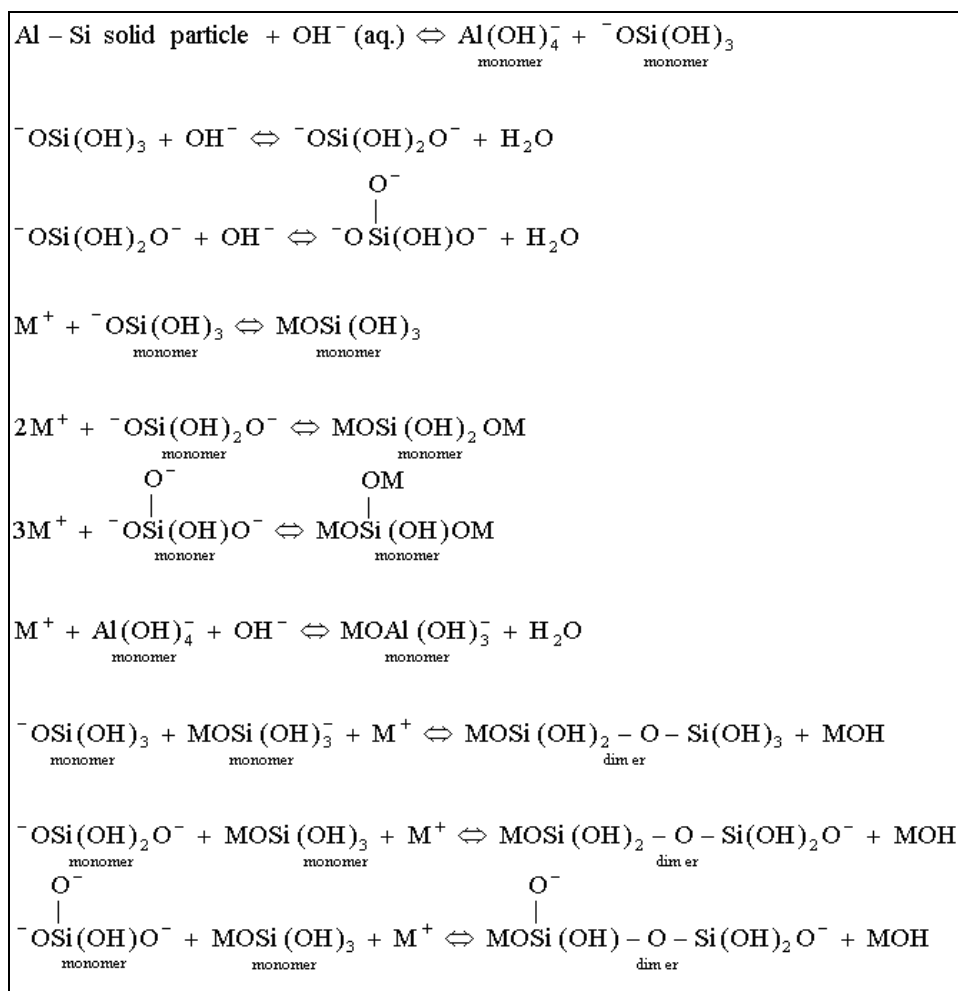 Al – Si solid particle + OH⁻ (aq.) ⇔ Al(OH)₄⁻ + ⁻OSi(OH)₃
monomer monomer
⁻OSi(OH)₃ + OH⁻ ⇔ ⁻OSi(OH)₂O⁻ + H₂O
O⁻
|
⁻OSi(OH)₂O⁻ + OH⁻ ⇔ ⁻OSi(OH)O⁻ + H₂O
M⁺ + ⁻OSi(OH)₃ ⇔ MOSi(OH)₃
monomer monomer
2M⁺ + ⁻OSi(OH)₂O⁻ ⇔ MOSi(OH)₂OM
monomer monomer
O⁻ OM
| |
3M⁺ + ⁻OSi(OH)O⁻ ⇔ MOSi(OH)OM
mononer monomer
M⁺ + Al(OH)₄⁻ + OH⁻ ⇔ MOAl(OH)₃⁻ + H₂O
monomer monomer
⁻OSi(OH)₃ + MOSi(OH)₃⁻ + M⁺ ⇔ MOSi(OH)₂ – O – Si(OH)₃ + MOH
monomer monomer dimer
⁻OSi(OH)₂O⁻ + MOSi(OH)₃ + M⁺ ⇔ MOSi(OH)₂ – O – Si(OH)₂O⁻ + MOH
monomer monomer dimer
O⁻ O⁻
| |
⁻OSi(OH)O⁻ + MOSi(OH)₃ + M⁺ ⇔ MOSi(OH) – O – Si(OH)₂O⁻ + MOH
monomer monomer dimer